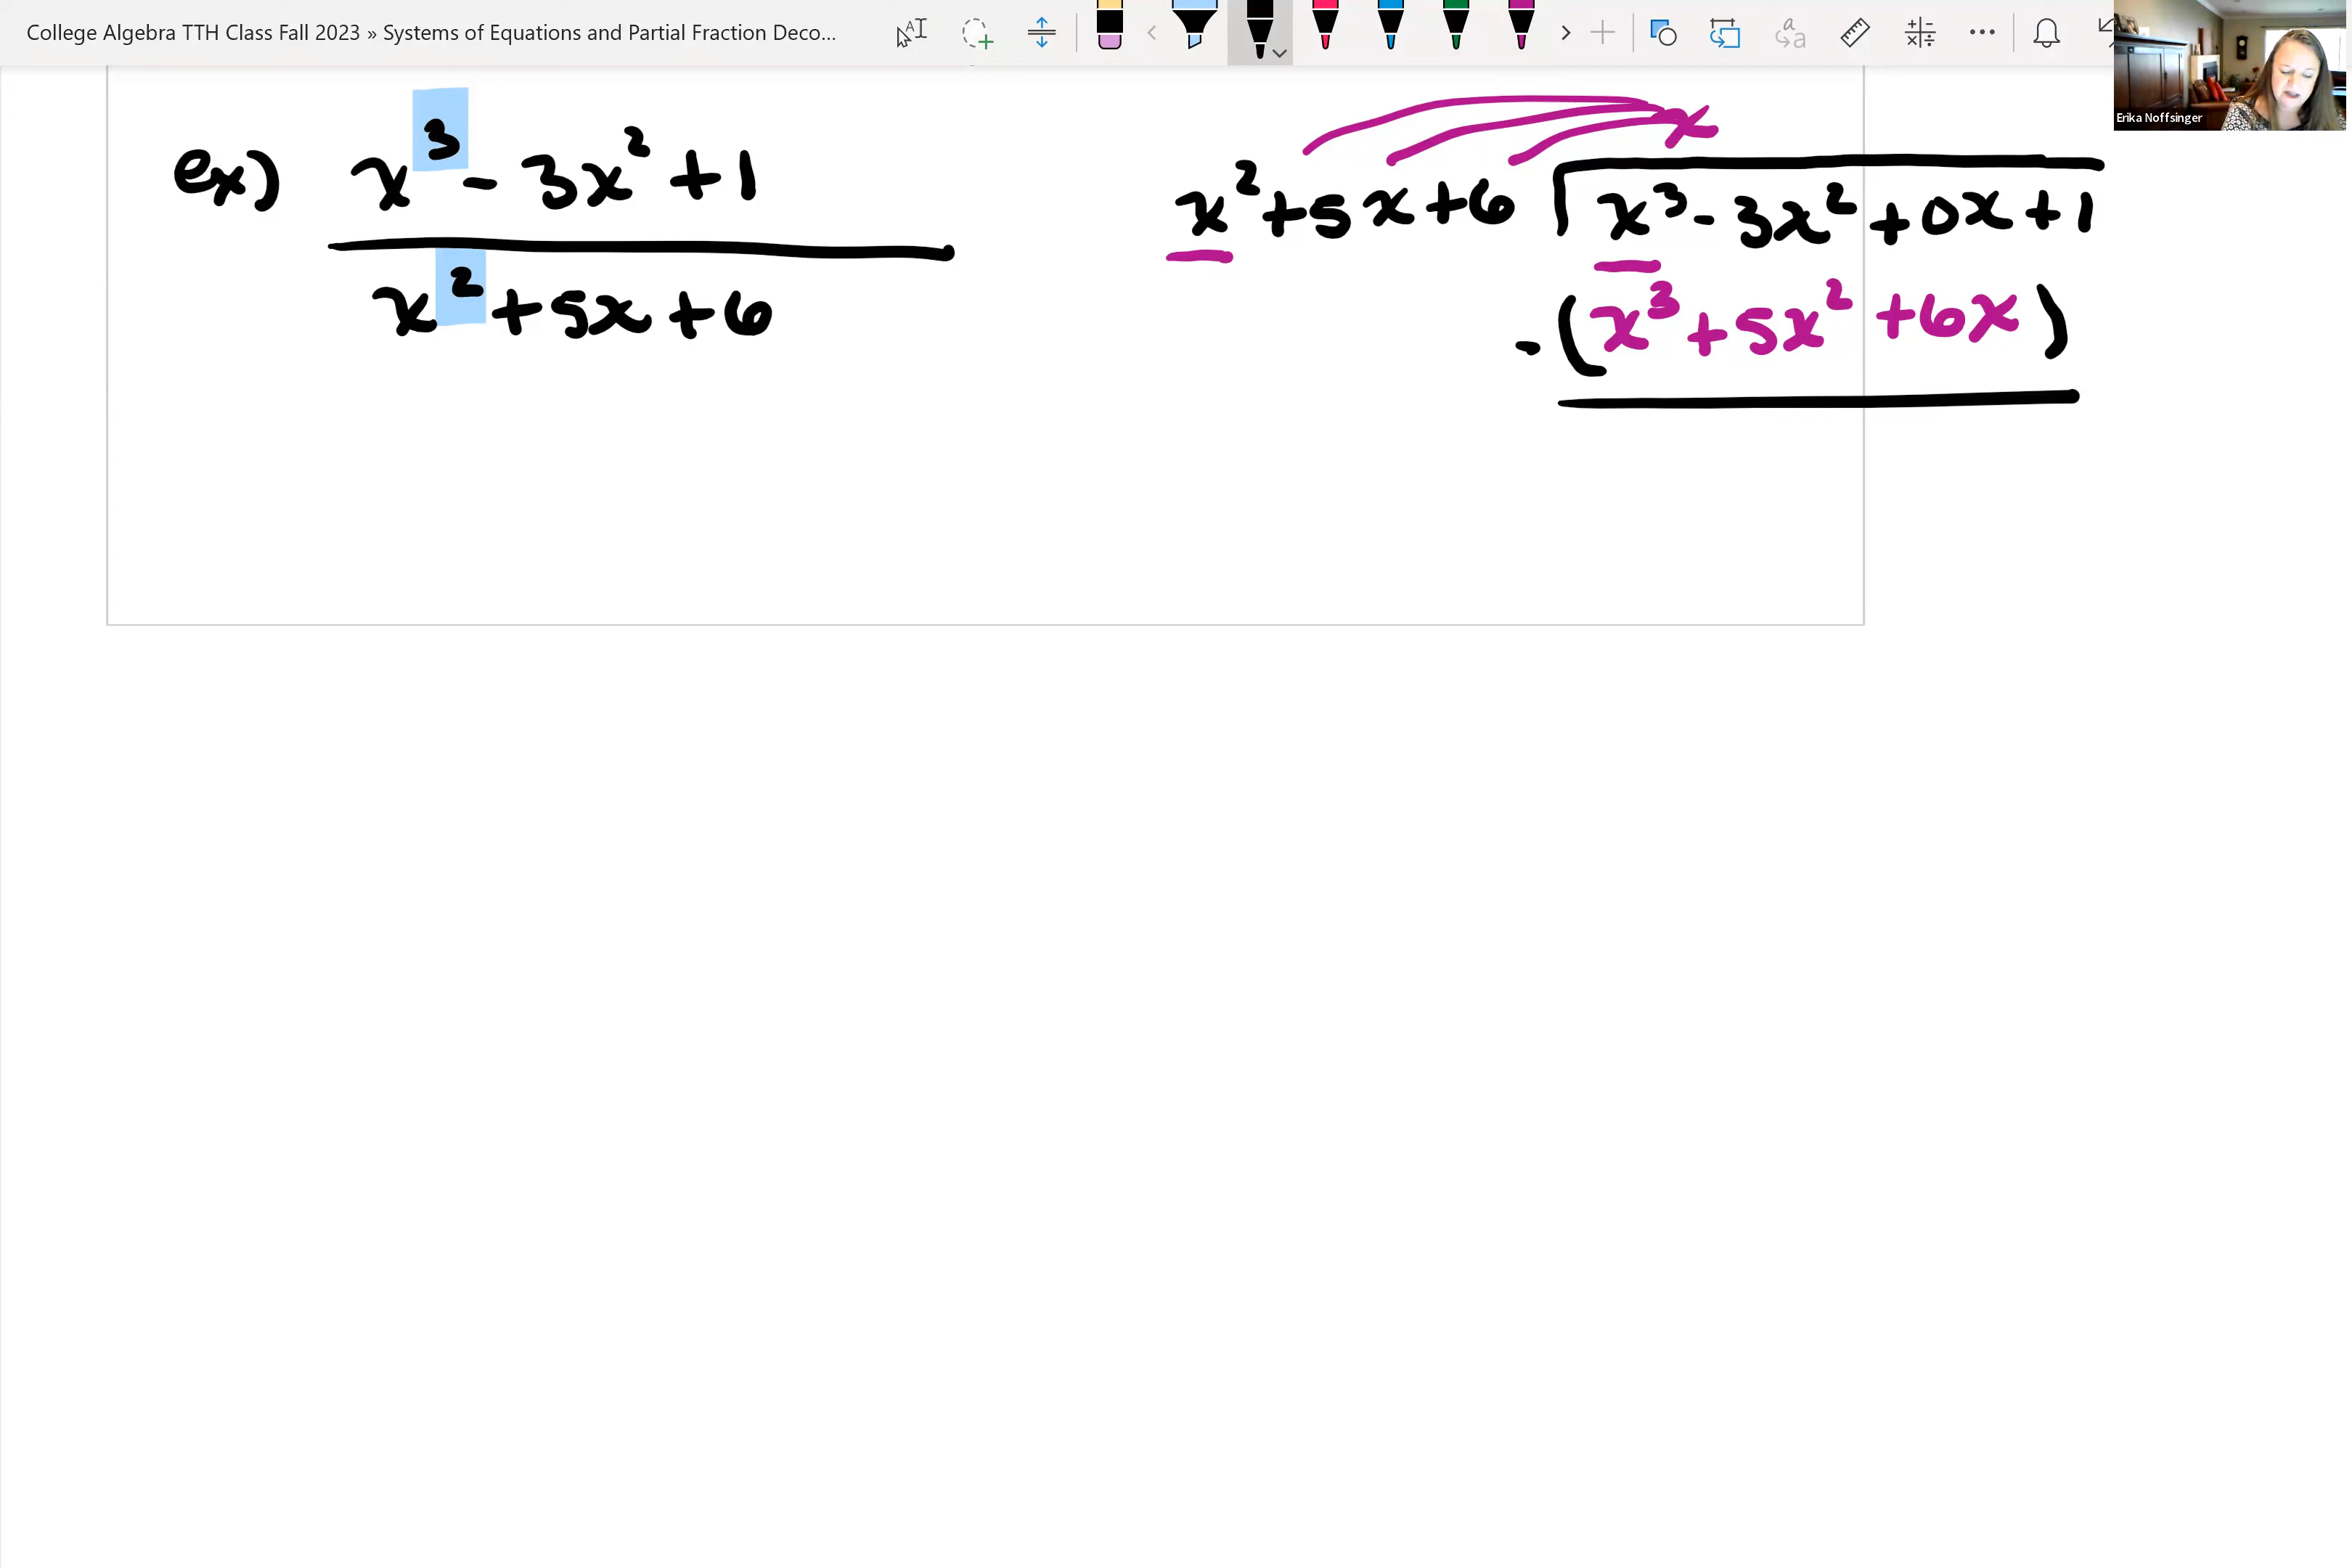 College Algebra TTH Class Fall 2023 » Systems of Equations and Partial Fraction Deco...
Erika Noffsinger
ex) x³ - 3x² + 1
x² + 5x + 6
x
x² + 5x + 6 x³ - 3x² + 0x + 1
- (x³ + 5x² + 6x)